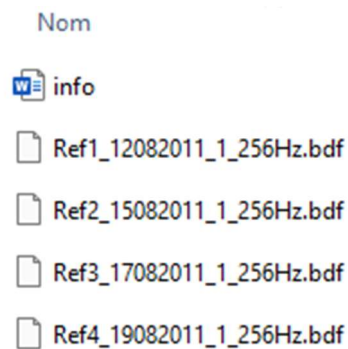 Nom
info
Ref1_12082011_1_256Hz.bdf
Ref2_15082011_1_256Hz.bdf
Ref3_17082011_1_256Hz.bdf
Ref4_19082011_1_256Hz.bdf